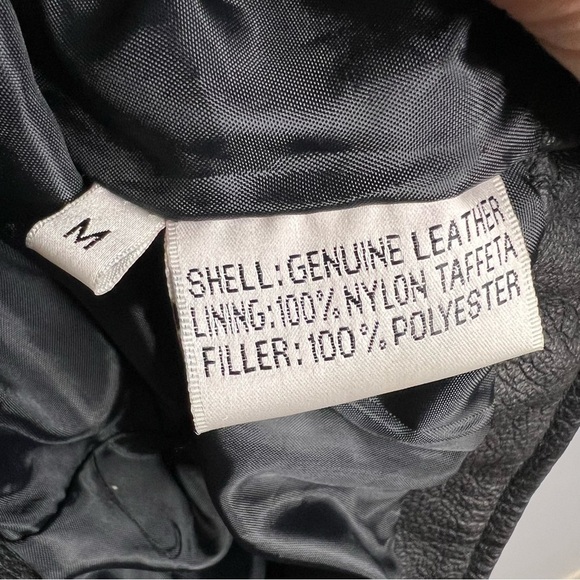 M
SHELL: GENUINE LEATHER
LINING: 100% NYLON TAFFETA
FILLER: 100% POLYESTER